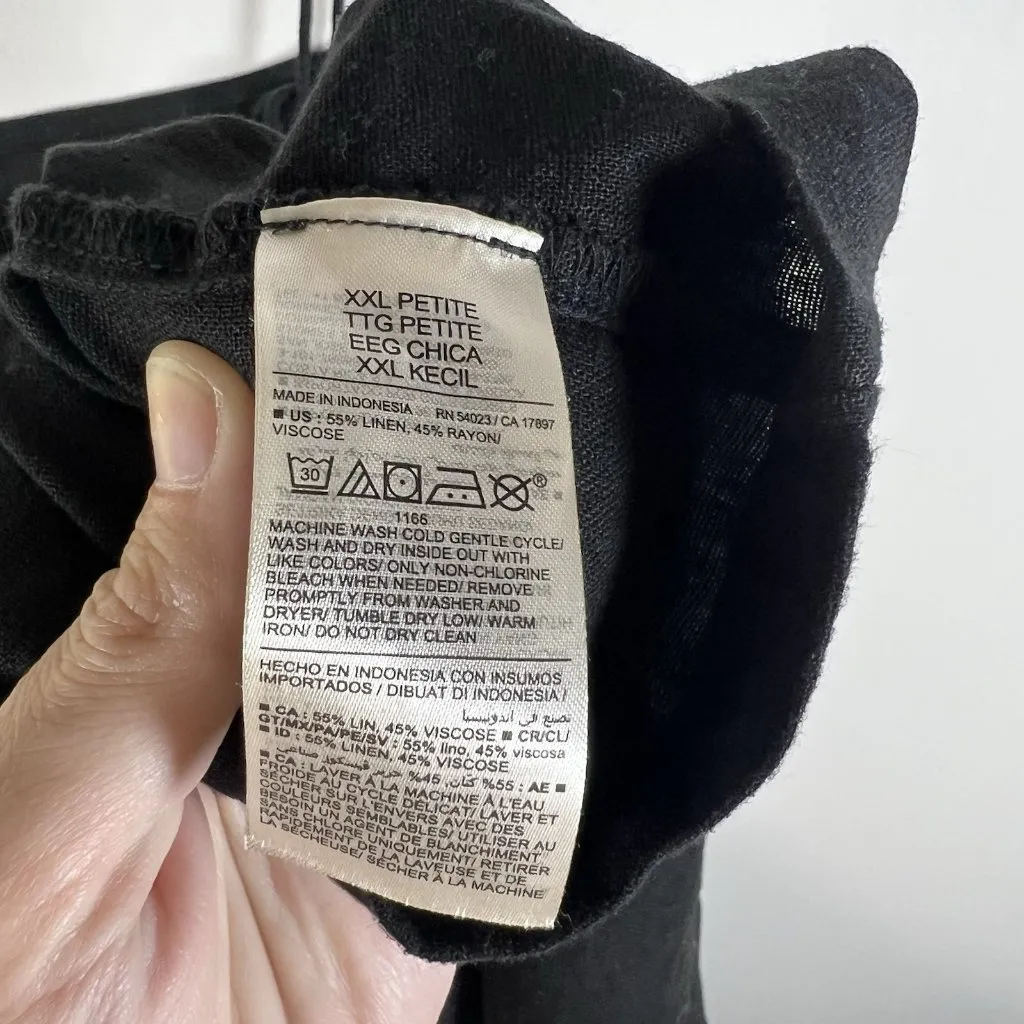 XXL PETITE
TTG PETITE
EEG CHICA
XXL KECIL
MADE IN INDONESIA RN 54023 / CA 17897
■ US : 55% LINEN, 45% RAYON/
VISCOSE
30 ®
1166
MACHINE WASH COLD GENTLE CYCLE/
WASH AND DRY INSIDE OUT WITH
LIKE COLORS/ ONLY NON-CHLORINE
BLEACH WHEN NEEDED/ REMOVE
PROMPTLY FROM WASHER AND
DRYER/ TUMBLE DRY LOW/ WARM
IRON/ DO NOT DRY CLEAN
HECHO EN INDONESIA CON INSUMOS
IMPORTADOS / DIBUAT DI INDONESIA /
■ CA : 55% LIN, 45% VISCOSE ■ CR/CL/
GT/MX/PA/PE/SV : 55% lino, 45% viscosa
■ ID : 55% LINEN, 45% VISCOSE
■ AE : 55% كتان، 45%
■ CA : LAVER À LA MACHINE À L'EAU
FROIDE AU CYCLE DÉLICAT/ LAVER ET
SÉCHER SUR L'ENVERS AVEC DES
COULEURS SEMBLABLES/ UTILISER AU
BESOIN UN AGENT DE BLANCHIMENT
SANS CHLORE UNIQUEMENT/ RETIRER
RAPIDEMENT DE LA LAVEUSE ET DE
LA SÉCHEUSE/ SÉCHER À LA MACHINE